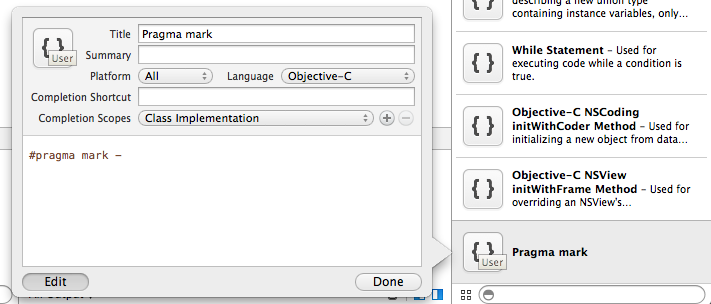 Title Pragma mark
User
Summary
Platform All Language Objective-C
Completion Shortcut
Completion Scopes Class Implementation
#pragma mark -
Edit
Done
describing a new union type
containing instance variables, only...
While Statement - Used for
executing code while a condition is
true.
Objective-C NSCoding
initWithCoder Method - Used for
initializing a new object from data...
Objective-C NSView
initWithFrame Method - Used for
overriding an NSView's...
Pragma mark
User